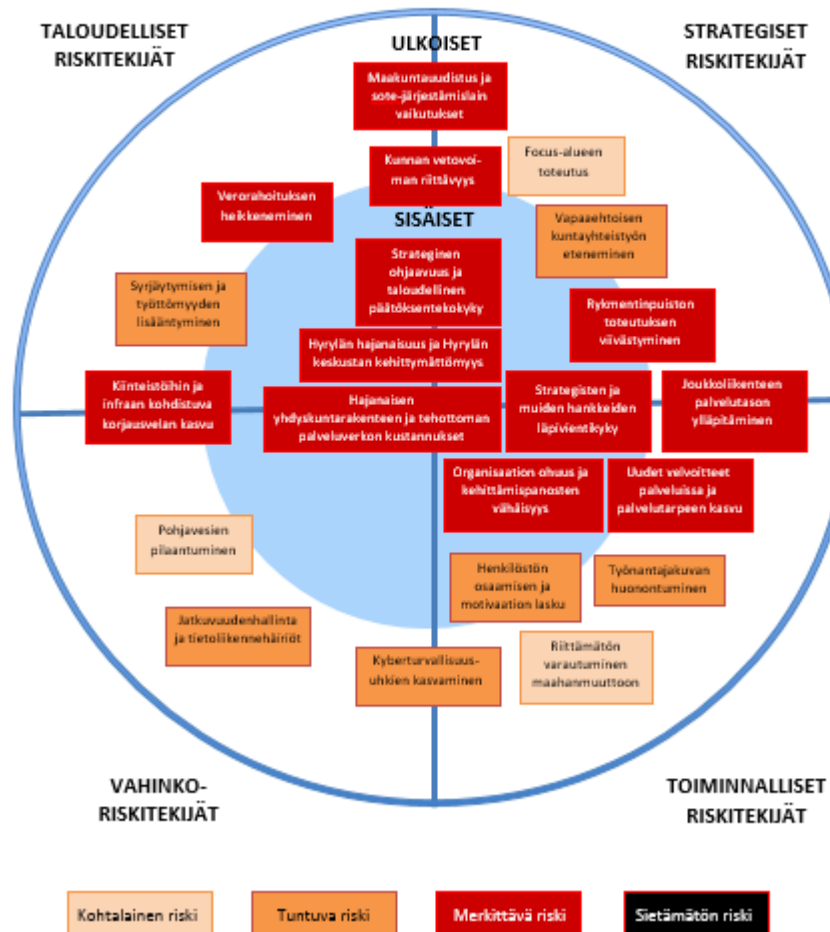 TALOUDELLISET
RISKITEKIJÄT
STRATEGISET
RISKITEKIJÄT
ULKOISET
Maakuntauudistus ja
sote-järjestämislain
vaikutukset
Kunnan vetovoi-
man riittävyys
Focus-alueen
toteutus
Verorahoituksen
heikkeneminen
SISÄISET
Vapaaehtoisen
kuntayhteistyön
eteneminen
Strateginen
ohjaavuus ja
taloudellinen
päätöksentekokyky
Syrjäytymisen ja
työttömyyden
lisääntyminen
Rykmentinpuiston
toteutuksen
viivästyminen
Hyrylän hajanaisuus ja Hyrylän
keskustan kehittymättömyys
Kiinteistöihin ja
infraan kohdistuva
korjausvelan kasvu
Hajanaisen
yhdyskuntarakenteen ja tehottoman
palveluverkon kustannukset
Strategisten ja
muiden hankkeiden
läpivientikyky
Joukkoliikenteen
palvelutason
ylläpitäminen
Organisaation ohuus ja
kehittämispanosten
vähäisyys
Uudet velvoitteet
palveluissa ja
palvelutarpeen kasvu
Pohjavesien
pilaantuminen
Henkilöstön
osaamisen ja
motivaation lasku
Työnantajakuvan
huonontuminen
Jatkuvuudenhallinta
ja tietoliikennehäiriöt
Kyberturvallisuus-
uhkien kasvaminen
Riittämätön
varautuminen
maahanmuuttoon
VAHINKO-
RISKITEKIJÄT
TOIMINNALLISET
RISKITEKIJÄT
Kohtalainen riski
Tuntuva riski
Merkittävä riski
Sietämätön riski